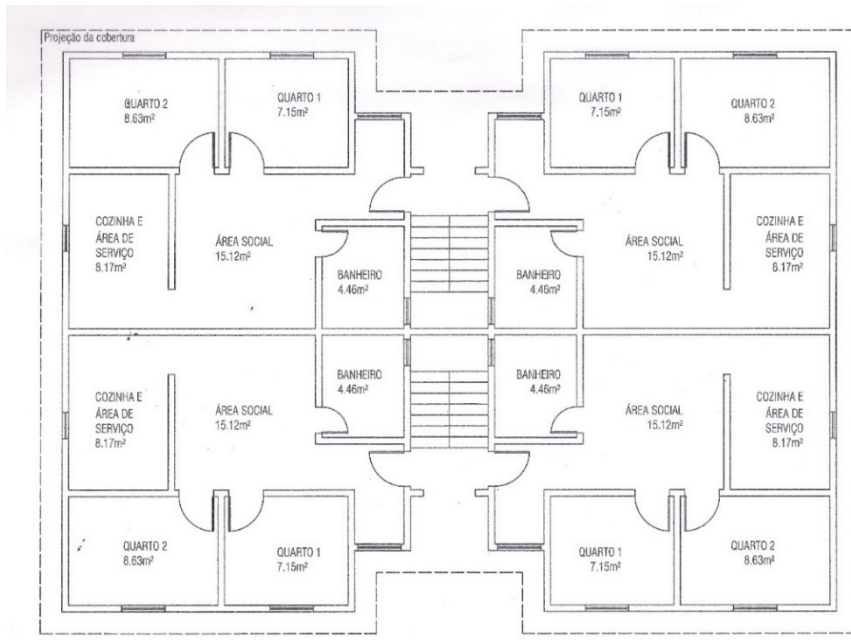 Projeção da cobertura
QUARTO 2
8.63m²
QUARTO 1
7.15m²
QUARTO 1
7.15m²
QUARTO 2
8.63m²
COZINHA E
ÁREA DE
SERVIÇO
8.17m²
ÁREA SOCIAL
15.12m²
BANHEIRO
4.46m²
BANHEIRO
4.46m²
ÁREA SOCIAL
15.12m²
COZINHA E
ÁREA DE
SERVIÇO
8.17m²
COZINHA E
ÁREA DE
SERVIÇO
8.17m²
ÁREA SOCIAL
15.12m²
BANHEIRO
4.46m²
BANHEIRO
4.46m²
ÁREA SOCIAL
15.12m²
COZINHA E
ÁREA DE
SERVIÇO
8.17m²
QUARTO 2
8.63m²
QUARTO 1
7.15m²
QUARTO 1
7.15m²
QUARTO 2
8.63m²